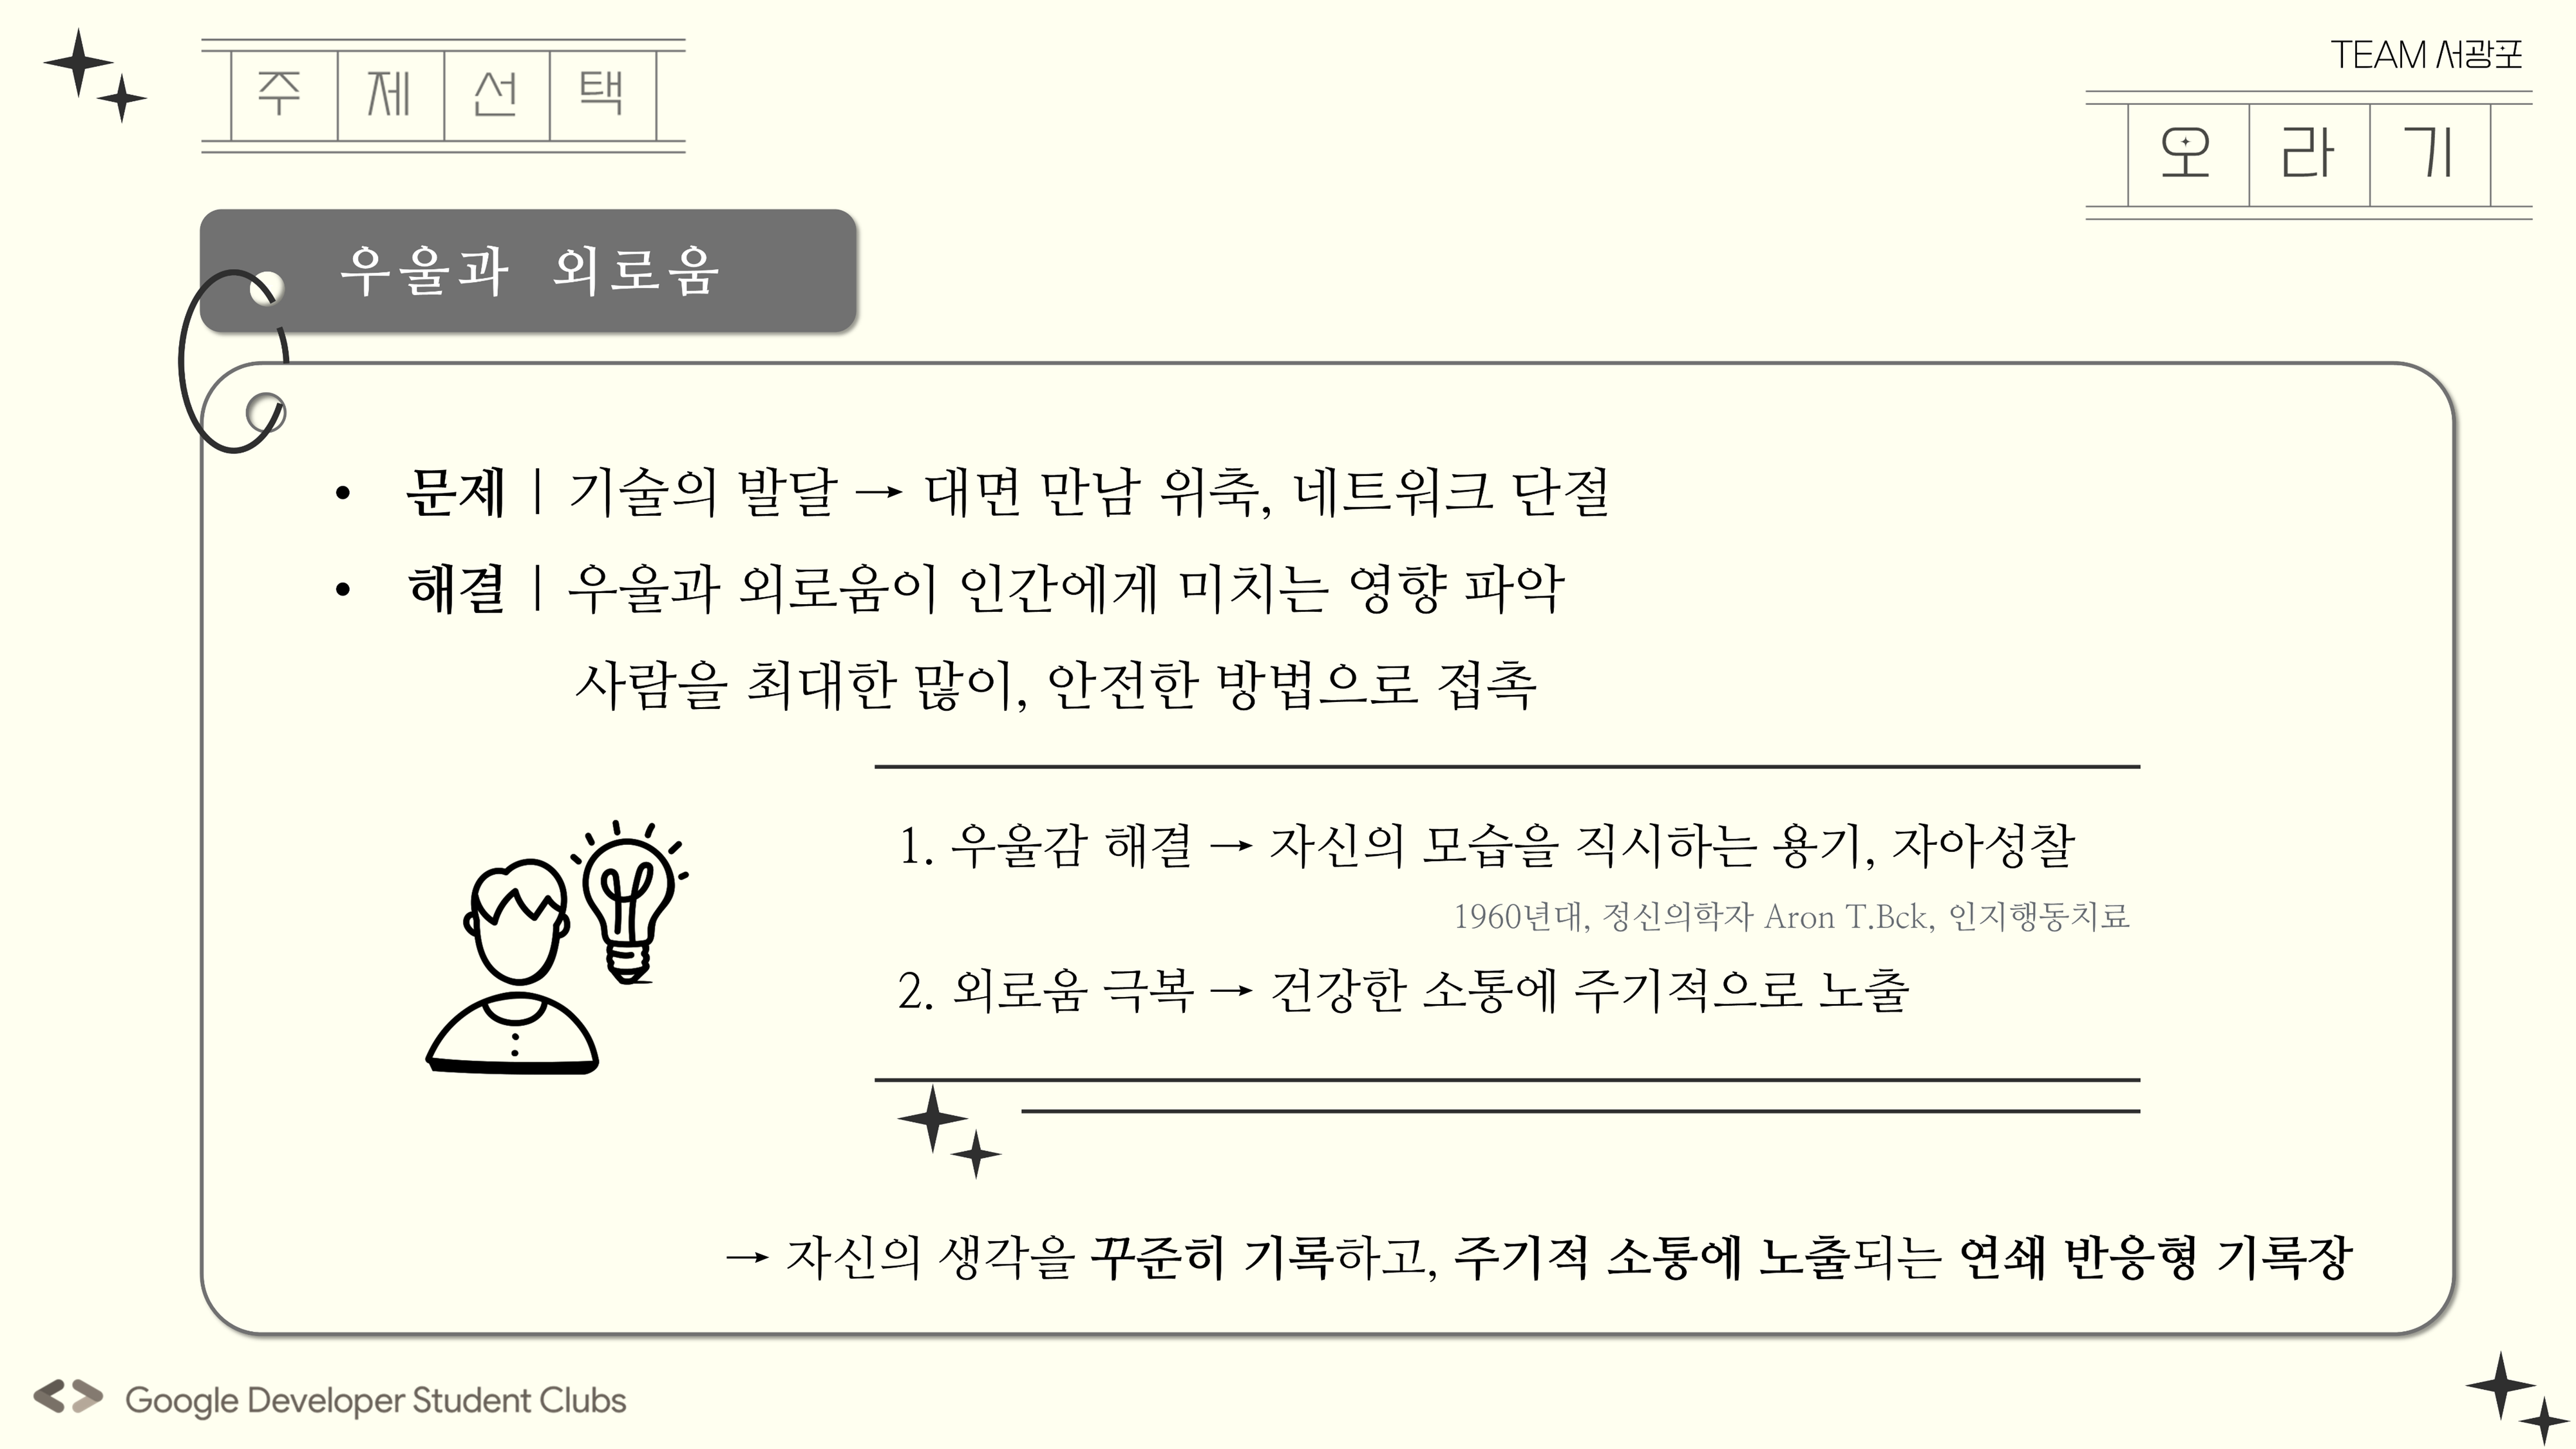 주제선택
TEAM 서광포
오라기
우울과 외로움
• 문제 | 기술의 발달 → 대면 만남 위축, 네트워크 단절
• 해결 | 우울과 외로움이 인간에게 미치는 영향 파악
사람을 최대한 많이, 안전한 방법으로 접촉
1. 우울감 해결 → 자신의 모습을 직시하는 용기, 자아성찰
1960년대, 정신의학자 Aron T.Bck, 인지행동치료
2. 외로움 극복 → 건강한 소통에 주기적으로 노출
→ 자신의 생각을 꾸준히 기록하고, 주기적 소통에 노출되는 연쇄 반응형 기록장
Google Developer Student Clubs